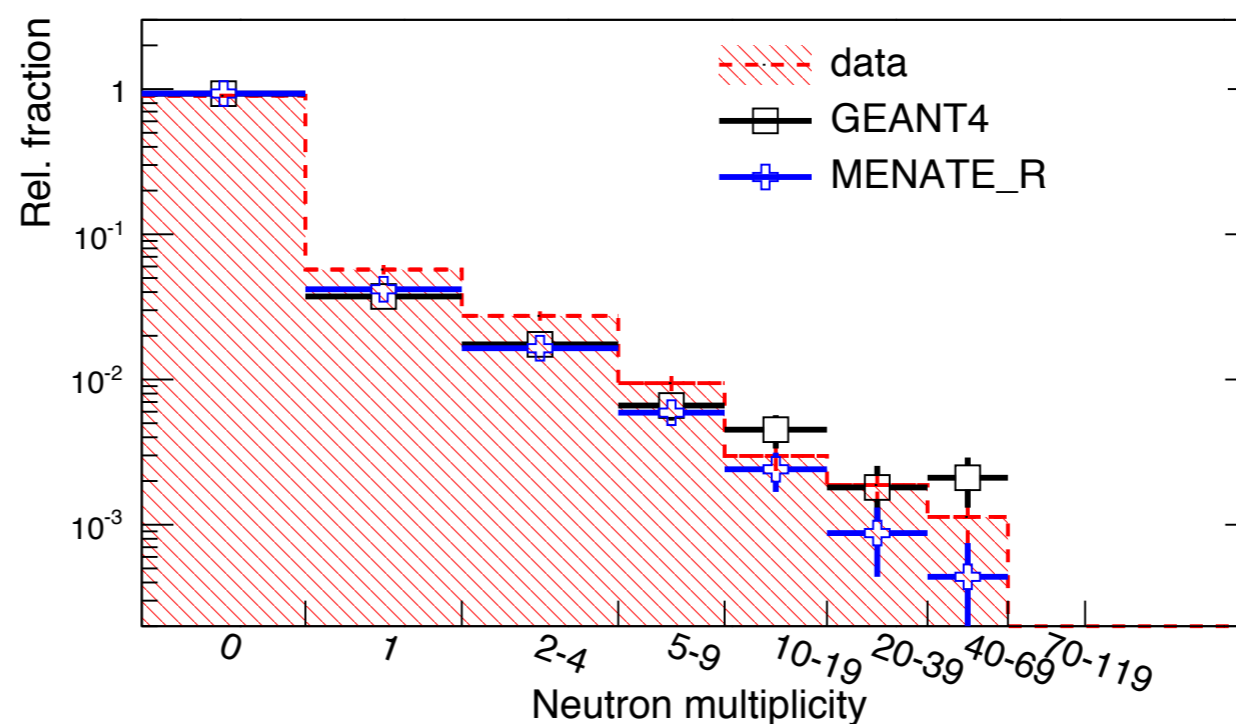 Rel. fraction
1
10-1
10-2
10-3
data
GEANT4
MENATE_R
0
1
2-4
5-9
10-19
20-39
40-69
70-119
Neutron multiplicity